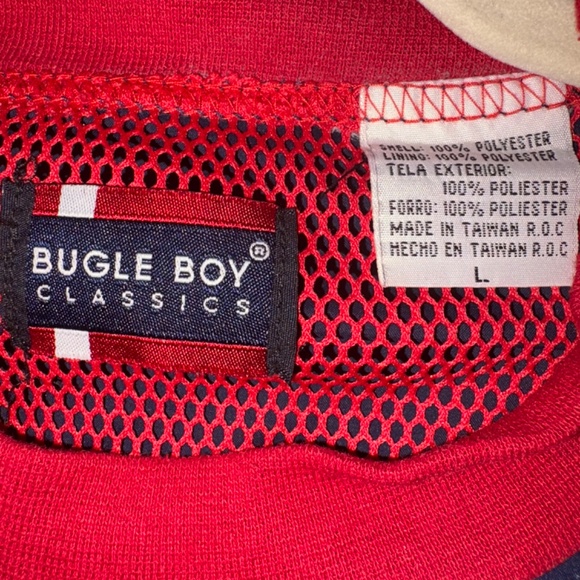 BUGLE BOY®
CLASSICS
SHELL: 100% POLYESTER
LINING: 100% POLYESTER
TELA EXTERIOR:
100% POLIESTER
FORRO: 100% POLIESTER
MADE IN TAIWAN R.O.C
HECHO EN TAIWAN R.O.C
L.